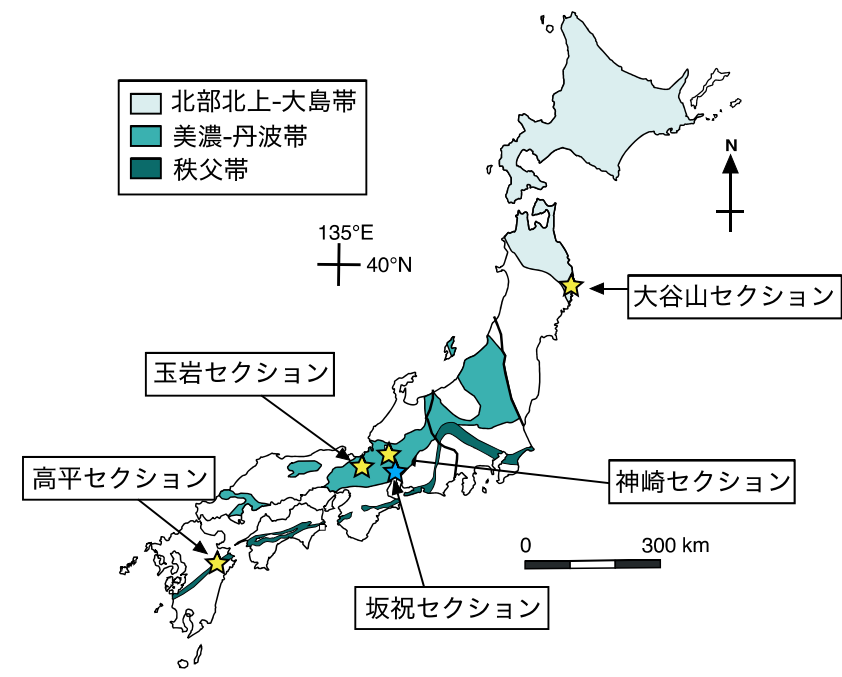 北部北上-大島帯
美濃-丹波帯
秩父帯
N
135°E
40°N
大谷山セクション
玉岩セクション
高平セクション
神崎セクション
0 300 km
坂祝セクション